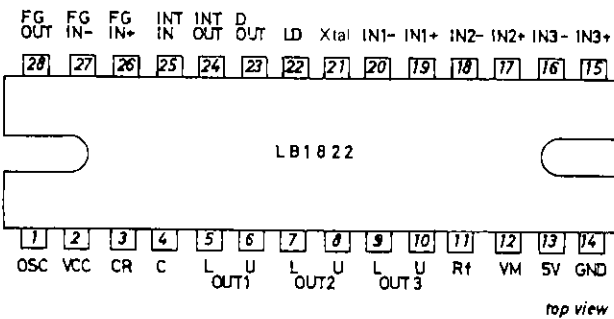 FG FG FG INT INT D
OUT IN- IN+ IN OUT OUT LD Xtal IN1- IN1+ IN2- IN2+ IN3- IN3+
28 27 26 25 24 23 22 21 20 19 18 17 16 15
LB1822
1 2 3 4 5 6 7 8 9 10 11 12 13 14
OSC VCC CR C L U L U L U Rf VM 5V GND
OUT1 OUT2 OUT3
top view